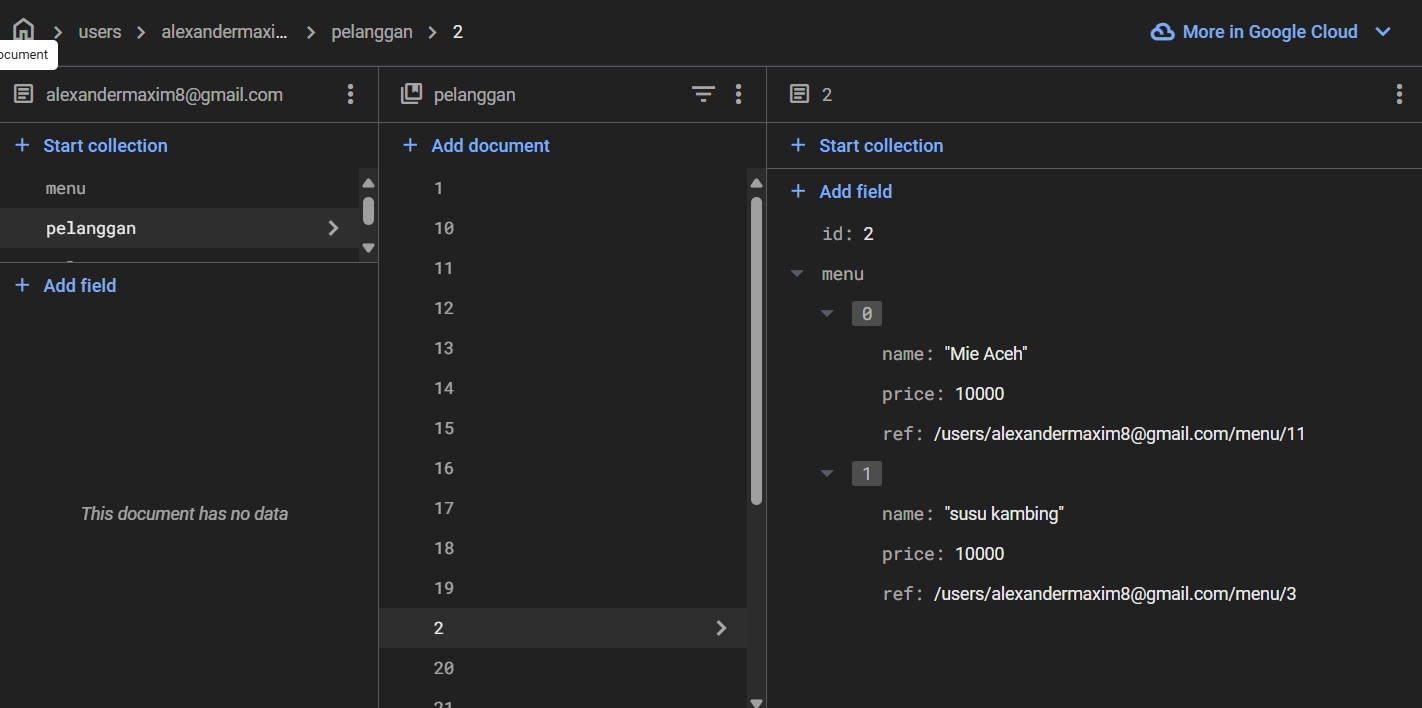 users
alexandermaxi...
pelanggan
2
More in Google Cloud
ocument
alexandermaxim8@gmail.com
Start collection
menu
pelanggan
Add field
This document has no data
pelanggan
Add document
1
10
11
12
13
14
15
16
17
18
19
2
20
21
2
Start collection
Add field
id: 2
menu
0
name: "Mie Aceh"
price: 10000
ref: /users/alexandermaxim8@gmail.com/menu/11
1
name: "susu kambing"
price: 10000
ref: /users/alexandermaxim8@gmail.com/menu/3